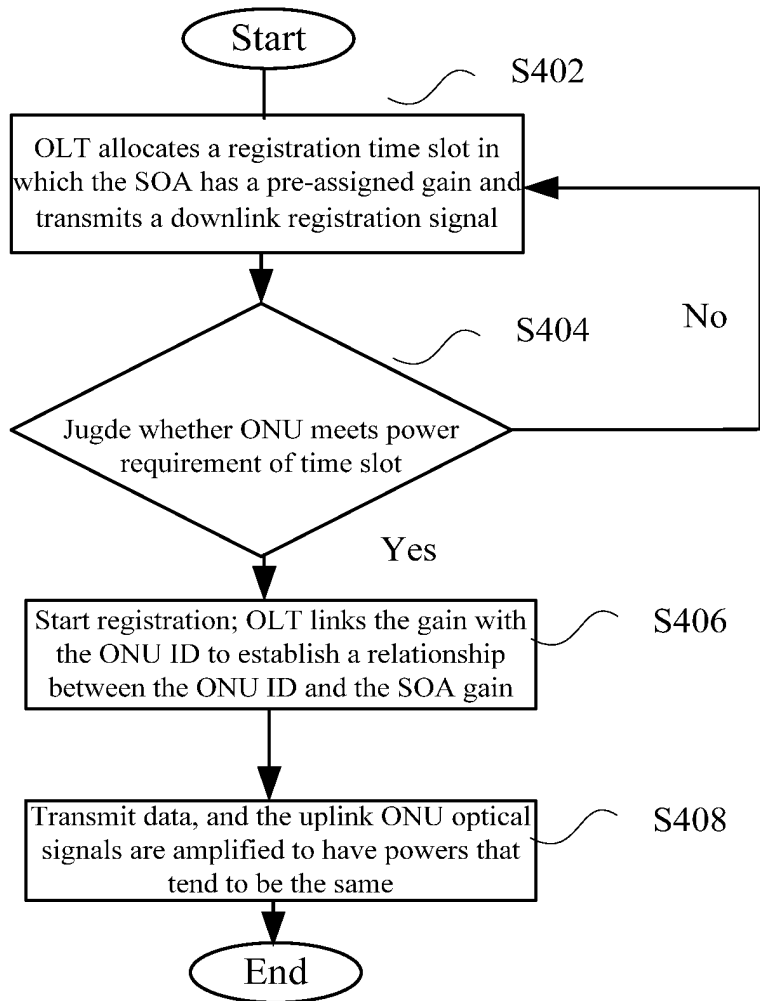 Start
S402
OLT allocates a registration time slot in
which the SOA has a pre-assigned gain and
transmits a downlink registration signal
No
S404
Jugde whether ONU meets power
requirement of time slot
Yes
S406
Start registration; OLT links the gain with
the ONU ID to establish a relationship
between the ONU ID and the SOA gain
S408
Transmit data, and the uplink ONU optical
signals are amplified to have powers that
tend to be the same
End